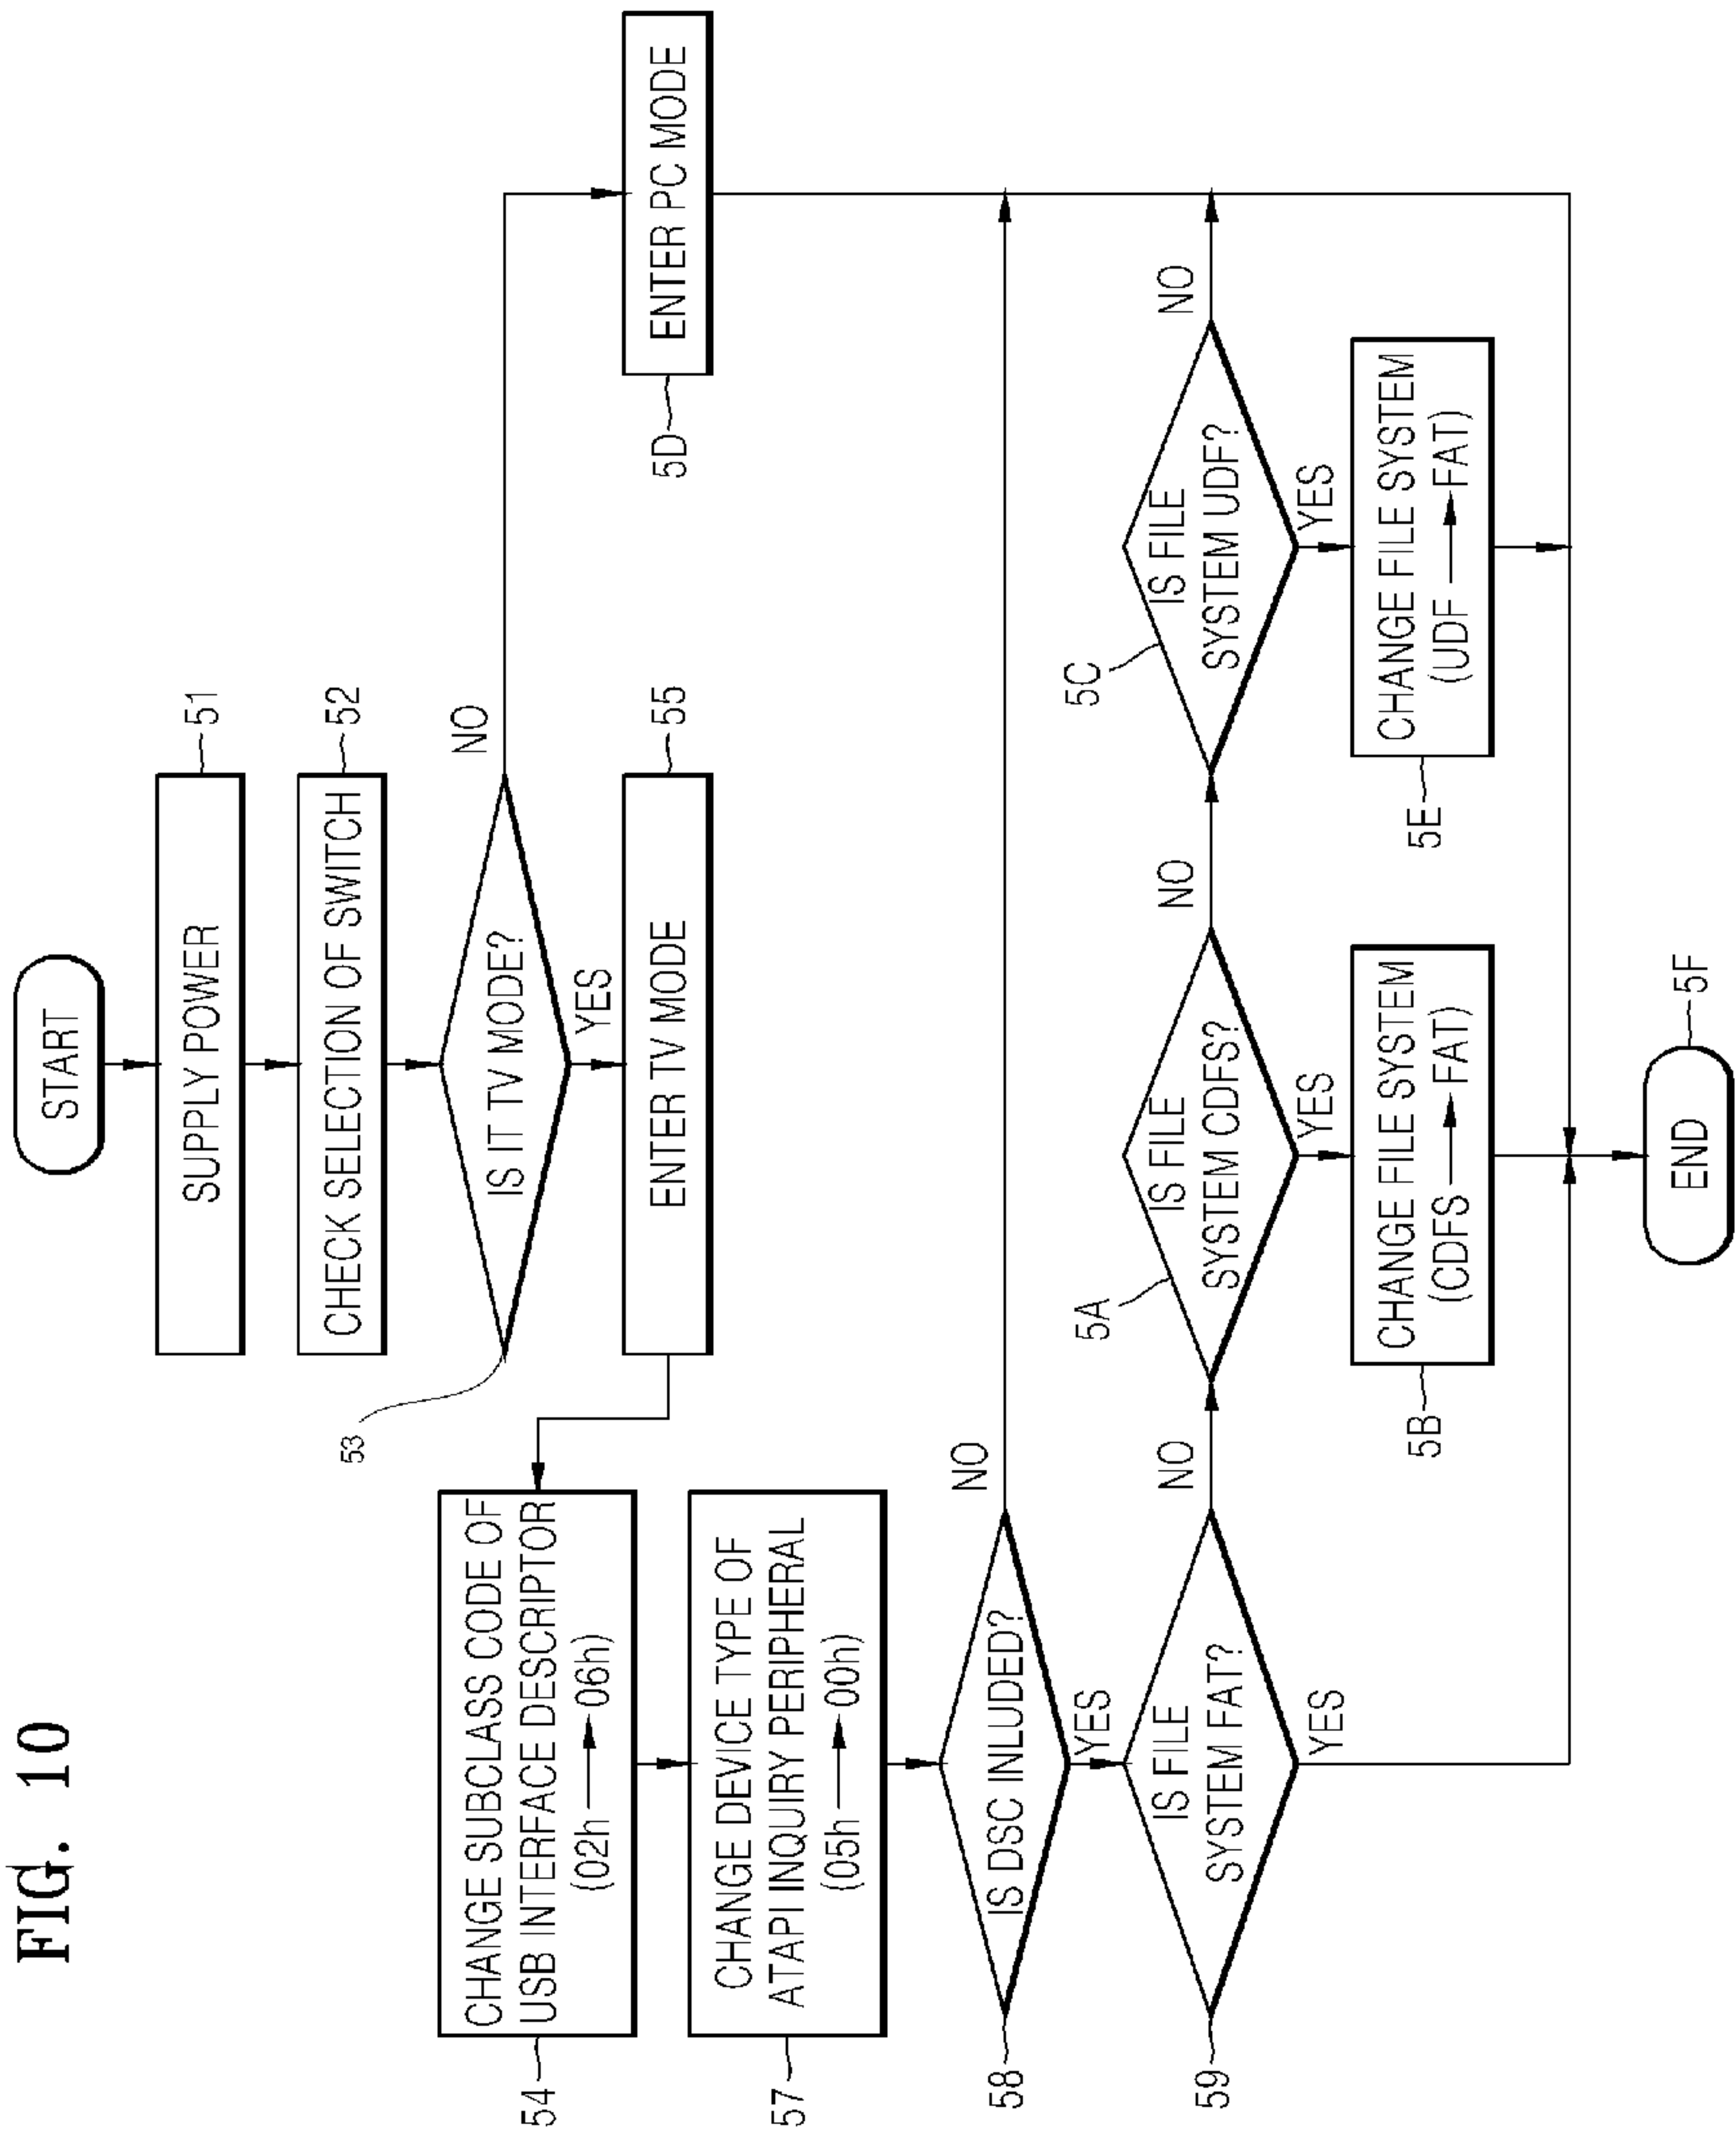 FIG. 10
START
SUPPLY POWER
51
CHECK SELECTION OF SWITCH
52
IS IT TV MODE?
53
NO
YES
ENTER TV MODE
55
ENTER PC MODE
5D
CHANGE SUBCLASS CODE OF
USB INTERFACE DESCRIPTOR
(02h → 06h)
54
CHANGE DEVICE TYPE OF
ATAPI INQUIRY PERIPHERAL
(05h → 00h)
57
IS DSC INLUDED?
58
NO
YES
IS FILE
SYSTEM FAT?
59
NO
YES
IS FILE
SYSTEM CDFS?
5A
NO
YES
CHANGE FILE SYSTEM
(CDFS → FAT)
5B
IS FILE
SYSTEM UDF?
5C
NO
YES
CHANGE FILE SYSTEM
(UDF → FAT)
5E
END
5F